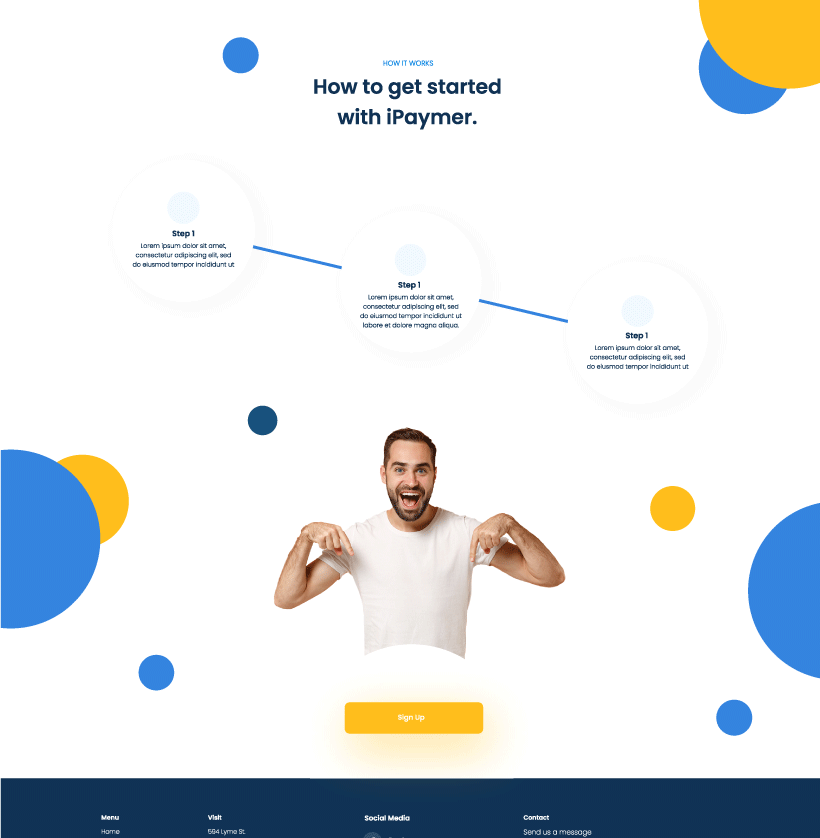 HOW IT WORKS
How to get started
with iPaymer.
Step 1
Lorem ipsum dolor sit amet,
consectetur adipiscing elit, sed
do eiusmod tempor incididunt ut
Step 1
Lorem ipsum dolor sit amet,
consectetur adipiscing elit, sed
do eiusmod tempor incididunt ut
labore et dolore magna aliqua.
Step 1
Lorem ipsum dolor sit amet,
consectetur adipiscing elit, sed
do eiusmod tempor incididunt ut
Sign Up
Menu
Home
Visit
594 Lyme St.
Social Media
Contact
Send us a message